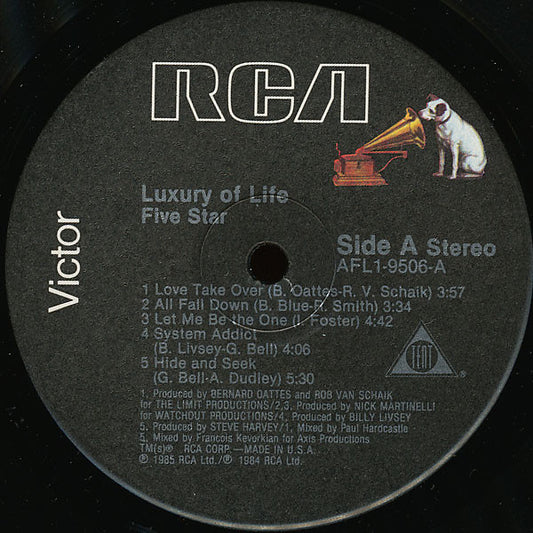 RCA
Victor
Luxury of Life
Five Star
Side A Stereo
AFL1-9506-A
1 Love Take Over (B. Oattes-R. V. Schaik) 3:57
2 All Fall Down (B. Blue-R. Smith) 3:34
3 Let Me Be the One (I. Foster) 4:42
4 System Addict
(B. Livsey-G. Bell) 4:06
5 Hide and Seek
(G. Bell-A. Dudley) 5:30
TENT
®
1, Produced by BERNARD OATTES and ROB VAN SCHAIK
for THE LIMIT PRODUCTIONS/2,3, Produced by NICK MARTINELLI
for WATCHOUT PRODUCTIONS/4, Produced by BILLY LIVSEY
5, Produced by STEVE HARVEY/1, Mixed by Paul Hardcastle
5, Mixed by Francois Kevorkian for Axis Productions
TM(s)® RCA CORP.—MADE IN U.S.A.
℗ 1985 RCA Ltd./℗ 1984 RCA Ltd.